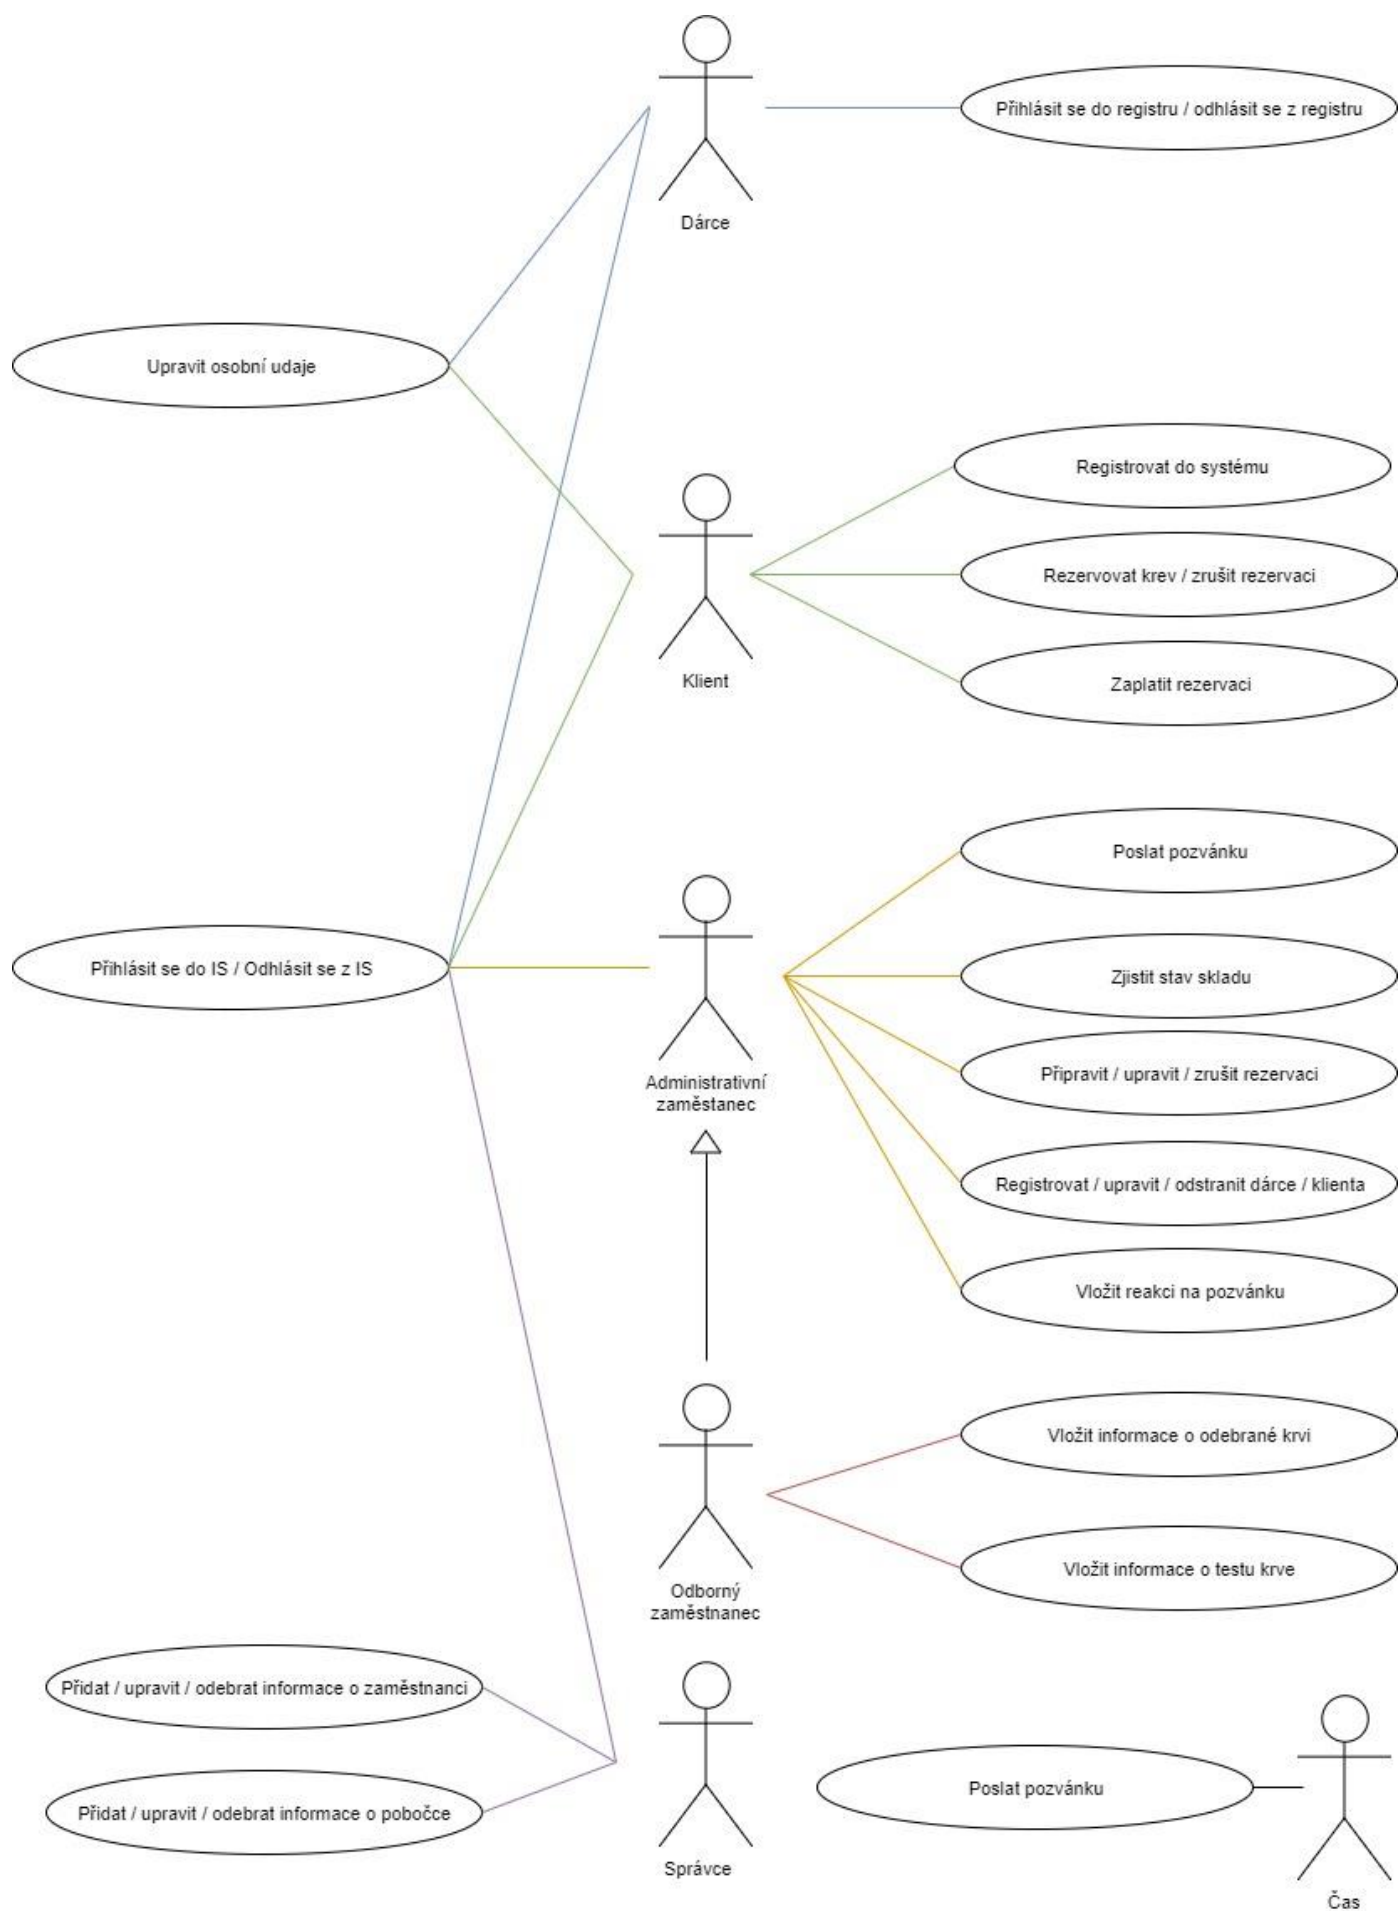 Přihlásit se do registru / odhlásit se z registru
Dárce
Upravit osobní udaje
Registrovat do systému
Rezervovat krev / zrušit rezervaci
Klient
Zaplatit rezervaci
Poslat pozvánku
Přihlásit se do IS / Odhlásit se z IS
Zjistit stav skladu
Připravit / upravit / zrušit rezervaci
Administrativní
zaměstanec
Registrovat / upravit / odstranit dárce / klienta
Vložit reakci na pozvánku
Vložit informace o odebrané krvi
Vložit informace o testu krve
Odborný
zaměstnanec
Přidat / upravit / odebrat informace o zaměstnanci
Poslat pozvánku
Přidat / upravit / odebrat informace o pobočce
Správce
Čas